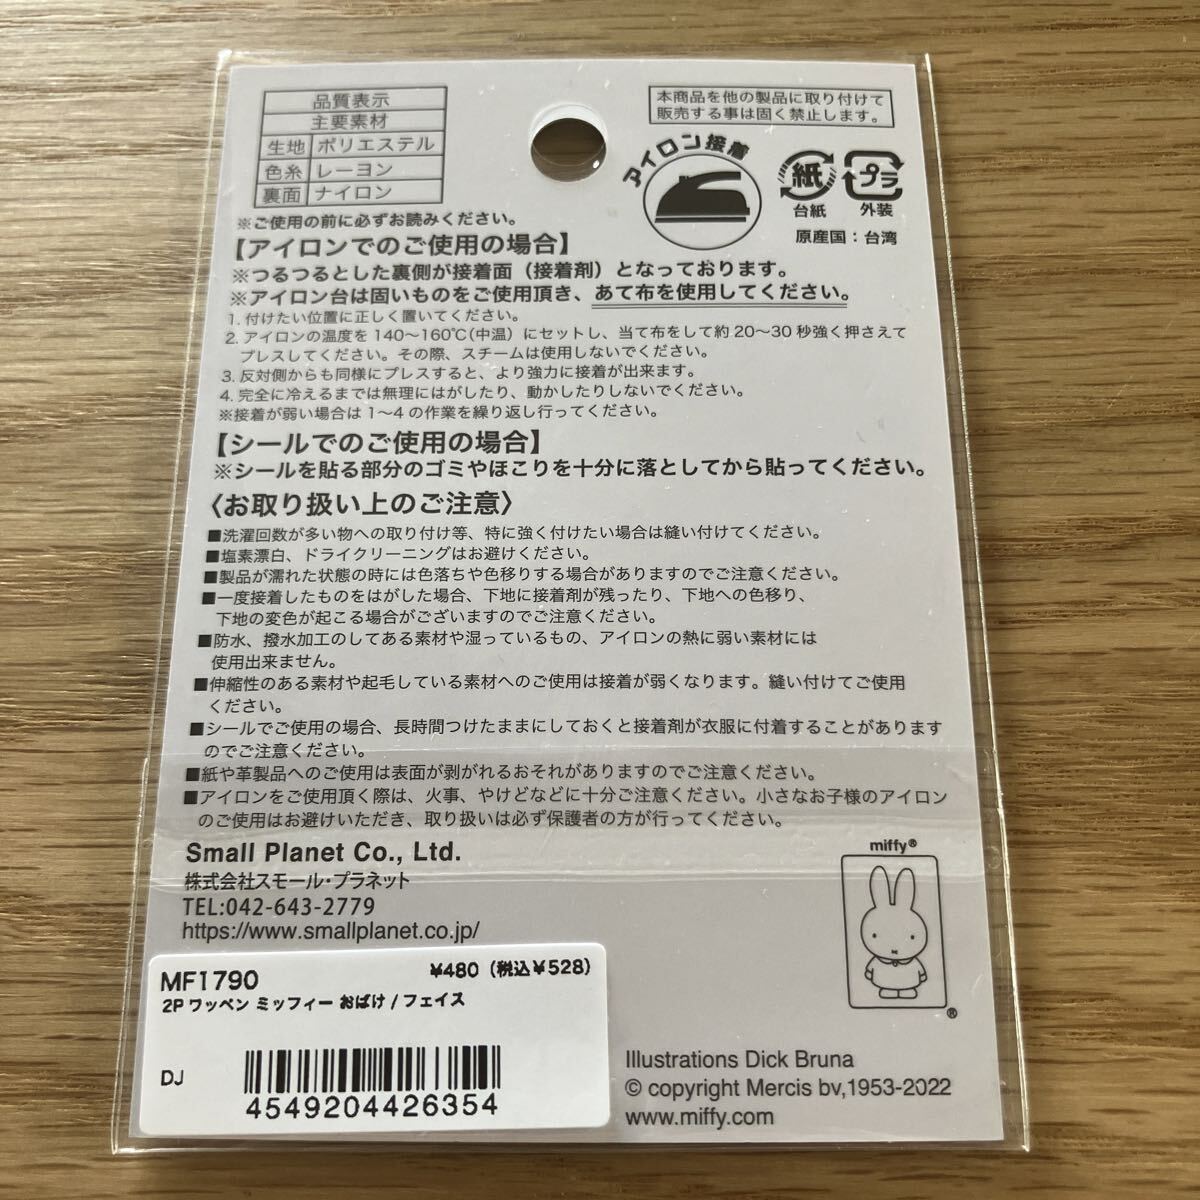 品質表示
主要素材
生地 ポリエステル
色糸 レーヨン
裏面 ナイロン
本商品を他の製品に取り付けて
販売する事は固く禁止します。
アイロン接着
紙
台紙
プラ
外装
原産国：台湾
※ご使用の前に必ずお読みください。
【アイロンでのご使用の場合】
※つるつるとした裏側が接着面（接着剤）となっております。
※アイロン台は固いものをご使用頂き、あて布を使用してください。
1. 付けたい位置に正しく置いてください。
2. アイロンの温度を140〜160℃(中温）にセットし、当て布をして約20〜30秒強く押さえて
プレスしてください。その際、スチームは使用しないでください。
3. 反対側からも同様にプレスすると、より強力に接着が出来ます。
4. 完全に冷えるまでは無理にはがしたり、動かしたりしないでください。
※接着が弱い場合は1〜4の作業を繰り返し行ってください。
【シールでのご使用の場合】
※シールを貼る部分のゴミやほこりを十分に落としてから貼ってください。
〈お取り扱い上のご注意〉
■洗濯回数が多い物への取り付け等、特に強く付けたい場合は縫い付けてください。
■塩素漂白、ドライクリーニングはお避けください。
■製品が濡れた状態の時には色落ちや色移りする場合がありますのでご注意ください。
■一度接着したものをはがした場合、下地に接着剤が残ったり、下地への色移り、
下地の変色が起こる場合がございますのでご注意ください。
■防水、撥水加工のしてある素材や湿っているもの、アイロンの熱に弱い素材には
使用出来ません。
■伸縮性のある素材や起毛している素材へのご使用は接着が弱くなります。縫い付けてご使用
ください。
■シールでご使用の場合、長時間つけたままにしておくと接着剤が衣服に付着することがあります
のでご注意ください。
■紙や革製品へのご使用は表面が剥がれるおそれがありますのでご注意ください。
■アイロンをご使用頂く際は、火事、やけどなどに十分ご注意ください。小さなお子様のアイロン
のご使用はお避けいただき、取り扱いは必ず保護者の方が行ってください。
Small Planet Co., Ltd.
株式会社スモール・プラネット
TEL:042-643-2779
https://www.smallplanet.co.jp/
miffy®
®
MF1790 ¥480（税込¥528）
2P ワッペン ミッフィー おばけ / フェイス
DJ
4549204426354
Illustrations Dick Bruna
© copyright Mercis bv,1953-2022
www.miffy.com